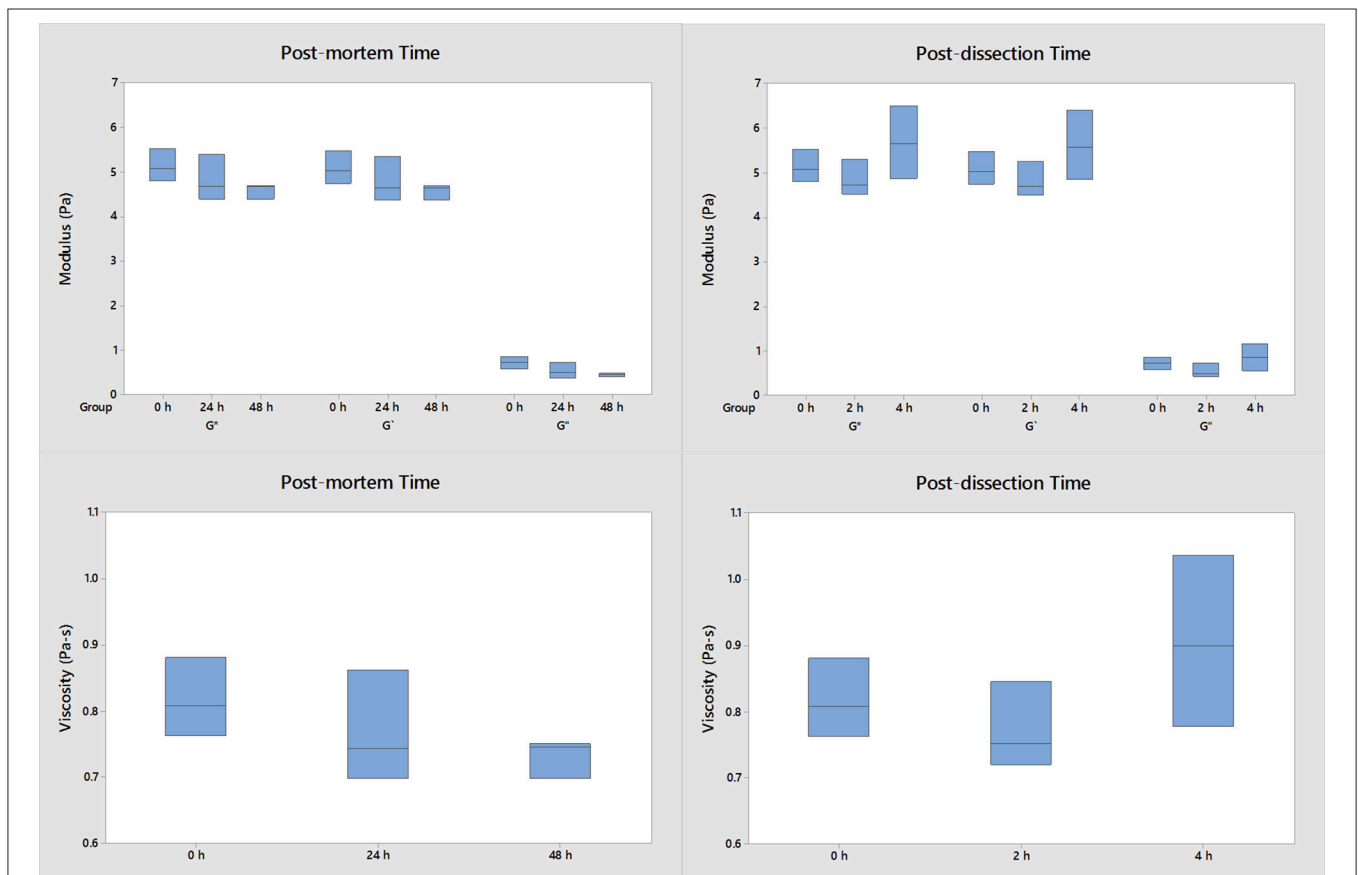 Post-mortem Time
7
6
5
4
3
2
1
0
Modulus (Pa)
Group 0 h 24 h 48 h 0 h 24 h 48 h 0 h 24 h 48 h
G* G` G"
Post-dissection Time
7
6
5
4
3
2
1
0
Modulus (Pa)
Group 0 h 2 h 4 h 0 h 2 h 4 h 0 h 2 h 4 h
G* G` G"
Post-mortem Time
1.1
1.0
0.9
0.8
0.7
0.6
Viscosity (Pa-s)
0 h 24 h 48 h
Post-dissection Time
1.1
1.0
0.9
0.8
0.7
0.6
Viscosity (Pa-s)
0 h 2 h 4 h